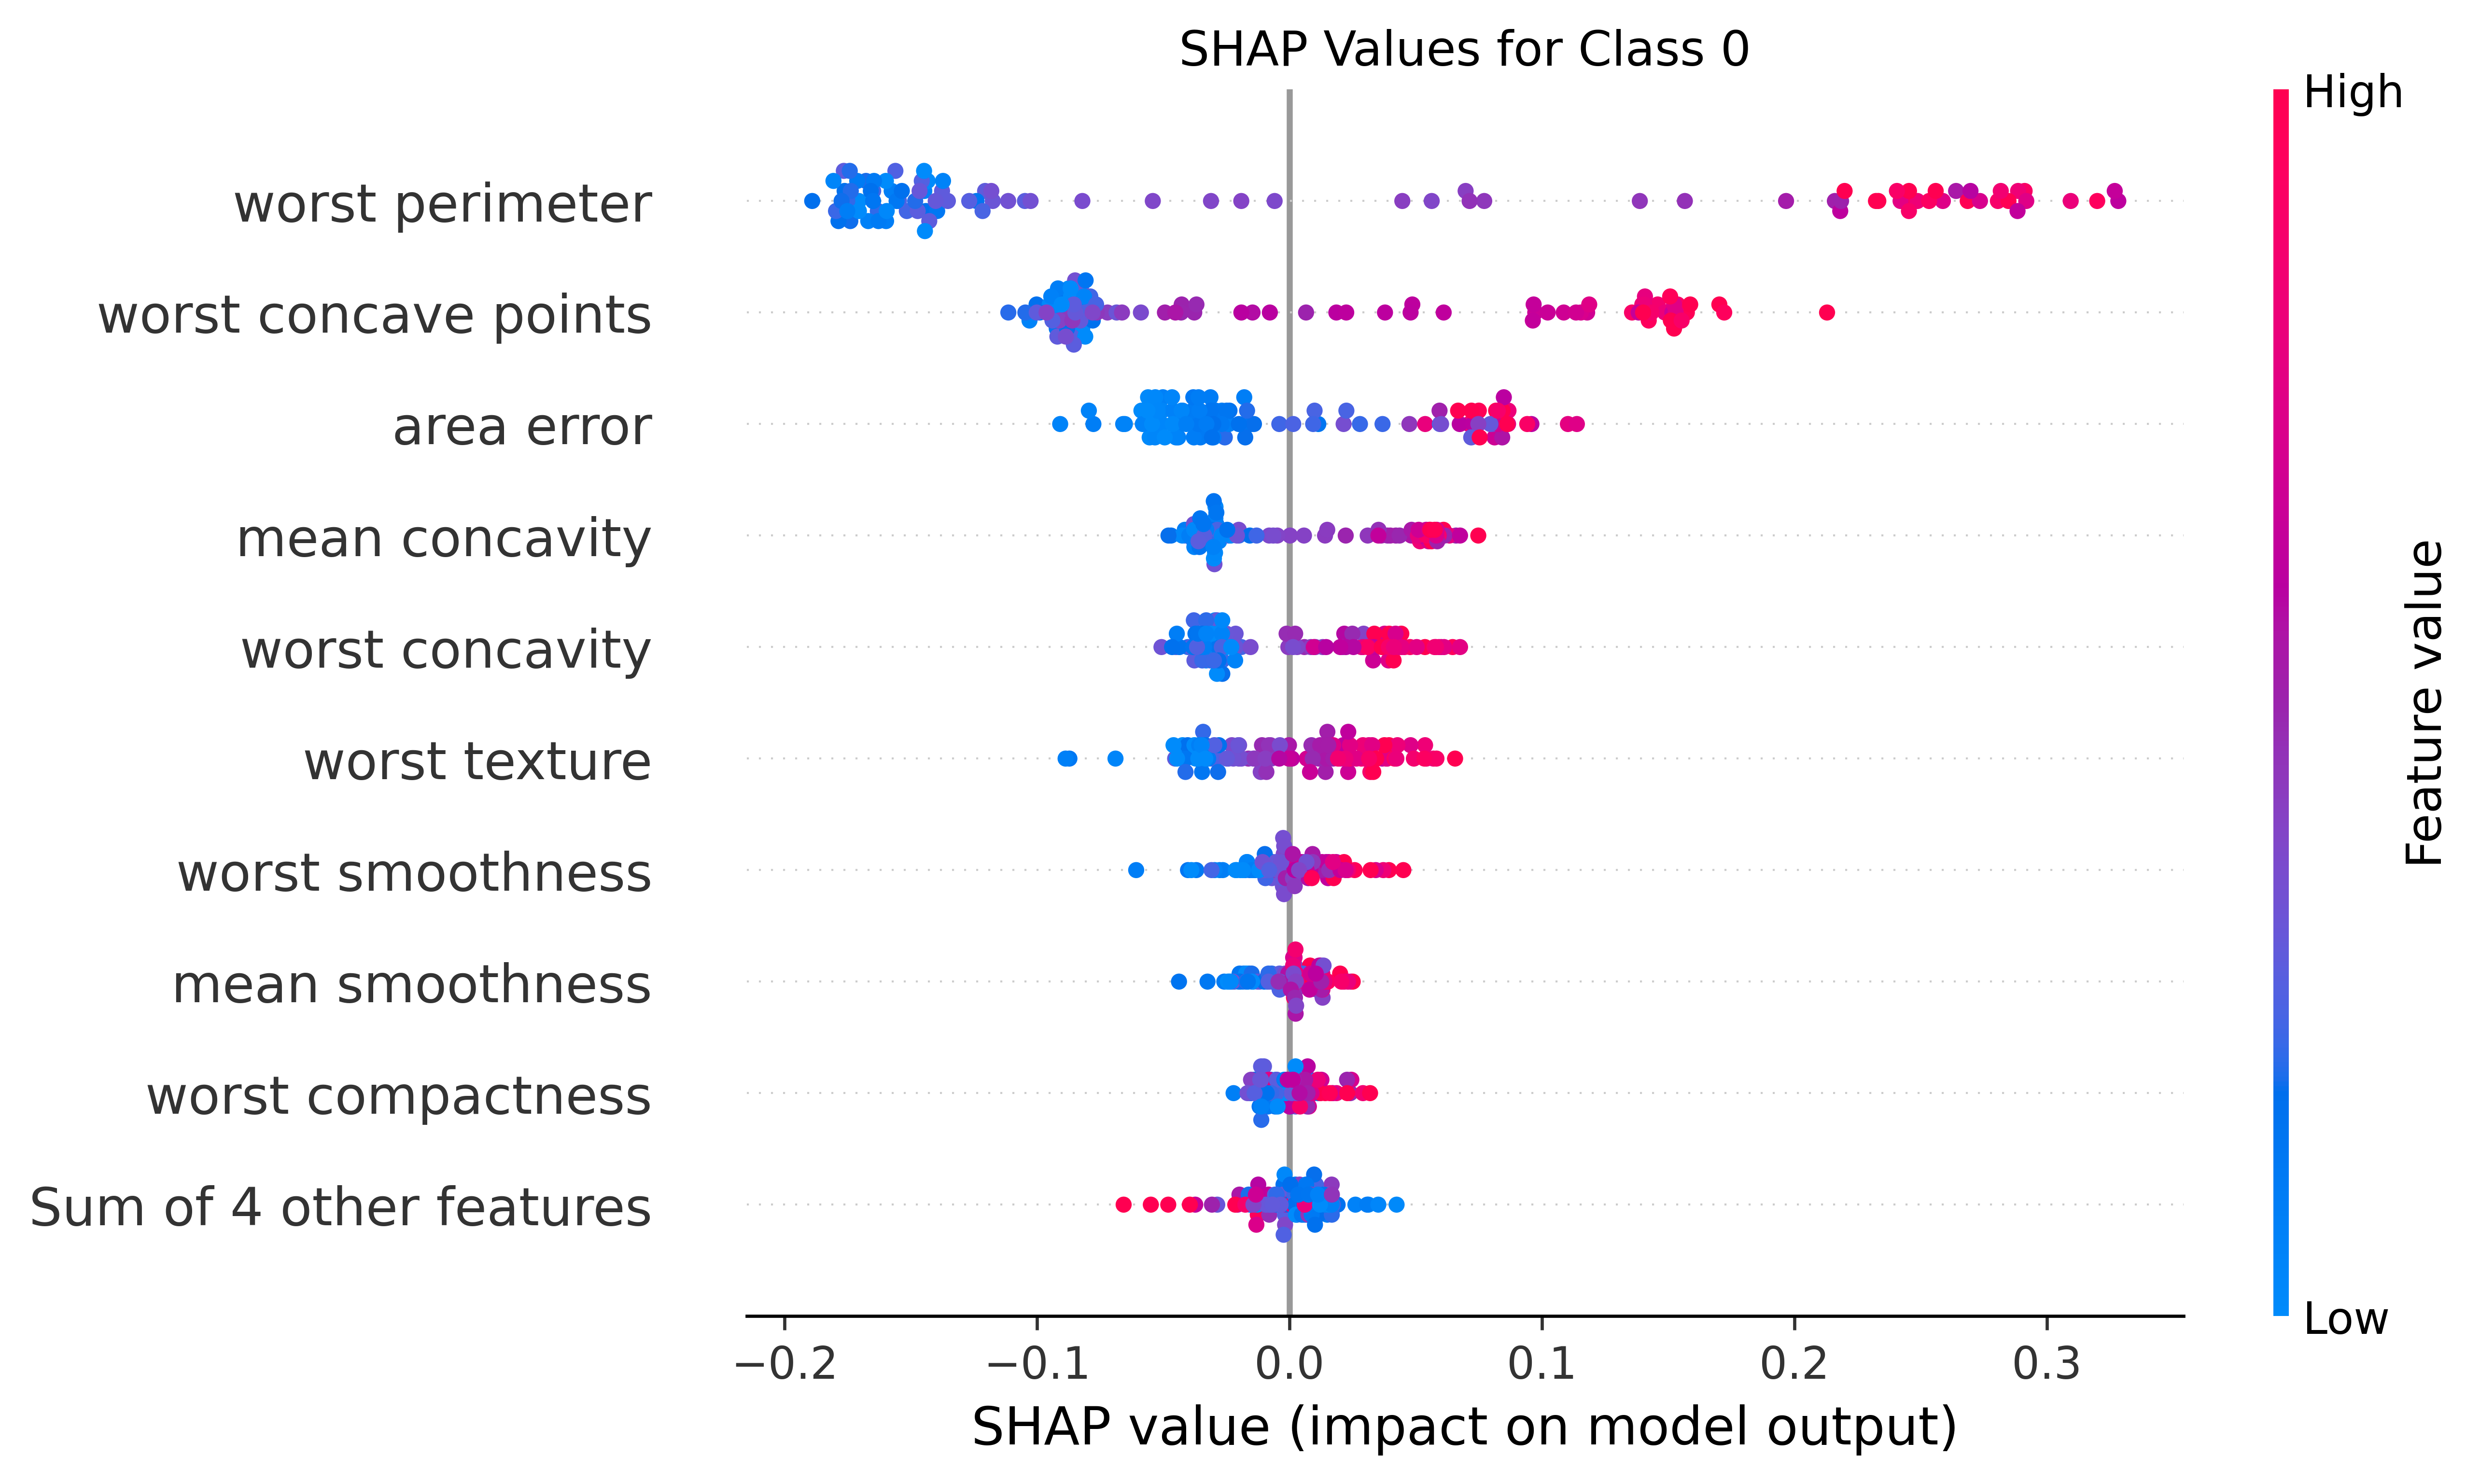 SHAP Values for Class 0
High
worst perimeter
worst concave points
area error
mean concavity
worst concavity
worst texture
worst smoothness
mean smoothness
worst compactness
Sum of 4 other features
Feature value
Low
−0.2 −0.1 0.0 0.1 0.2 0.3
SHAP value (impact on model output)